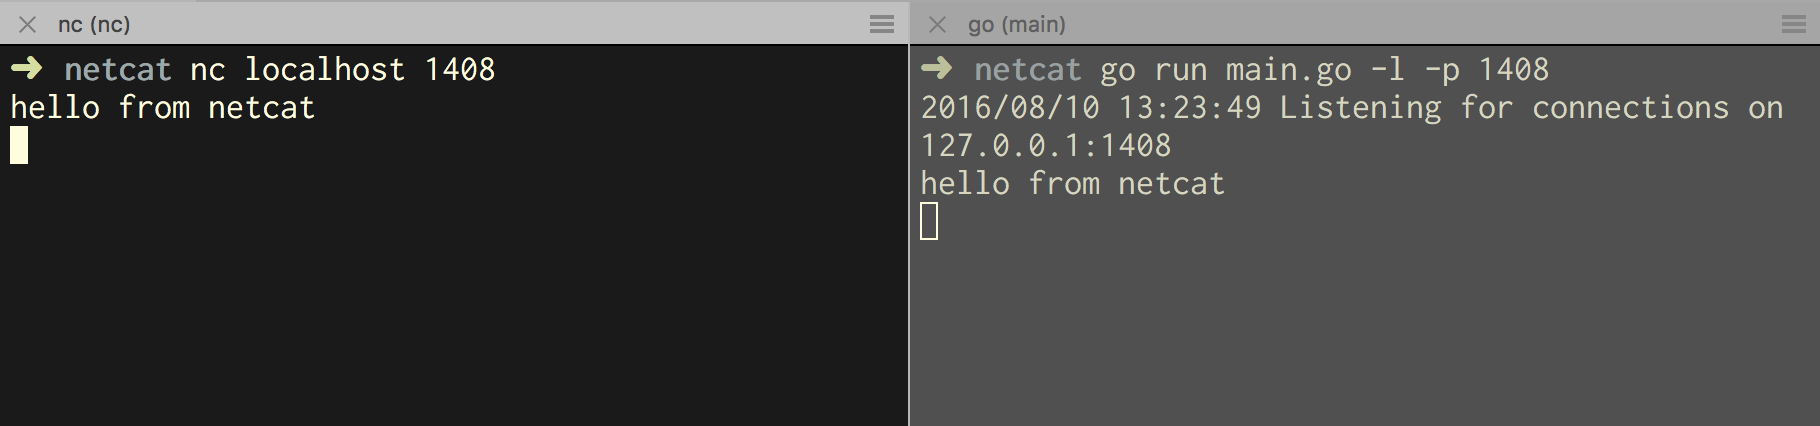 nc (nc)
➜ netcat nc localhost 1408
hello from netcat
go (main)
➜ netcat go run main.go -l -p 1408
2016/08/10 13:23:49 Listening for connections on
127.0.0.1:1408
hello from netcat